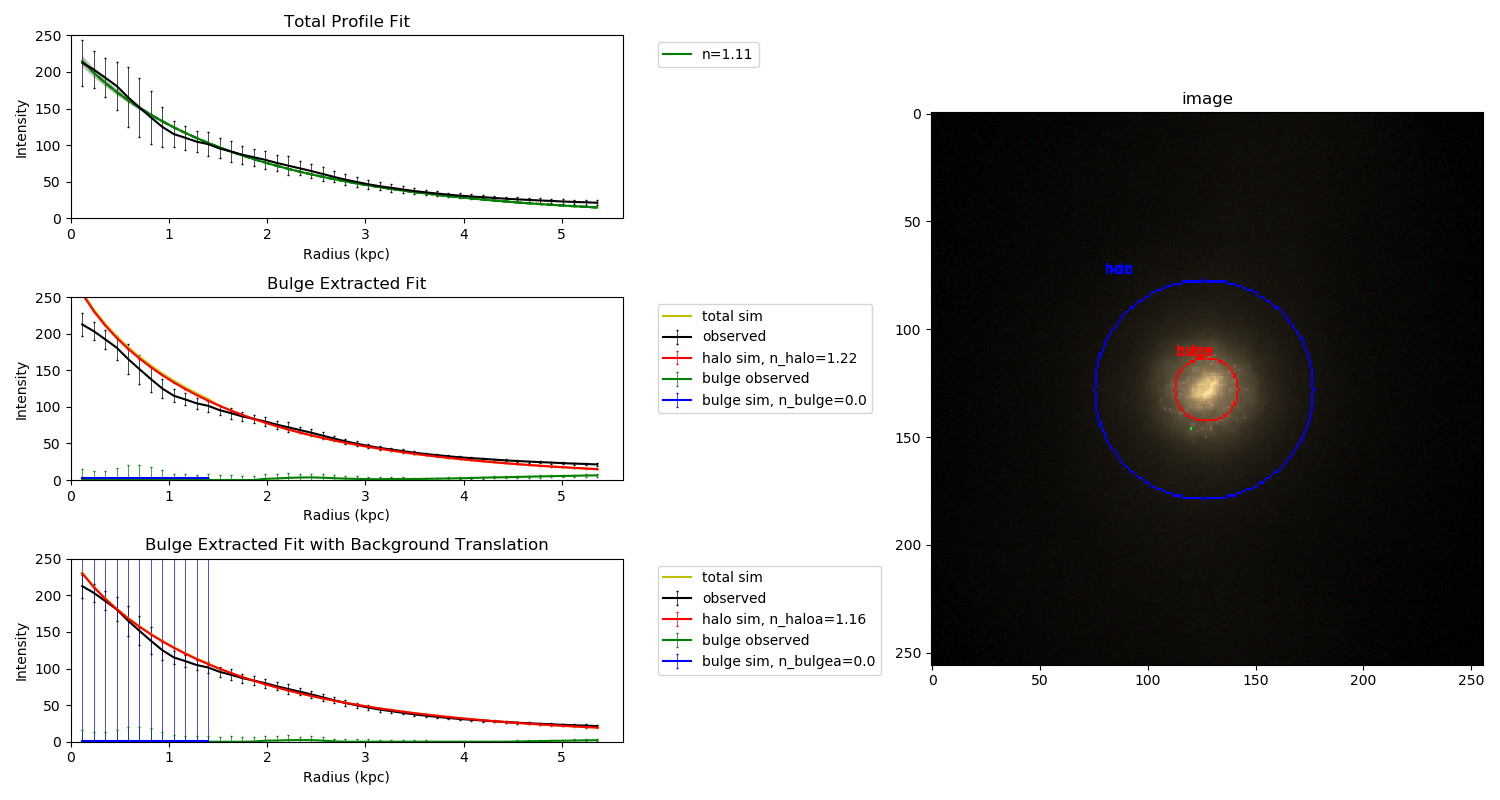 Total Profile Fit
250
200
150
100
50
0
Intensity
0 1 2 3 4 5
Radius (kpc)
n=1.11
Bulge Extracted Fit
250
200
150
100
50
0
Intensity
0 1 2 3 4 5
Radius (kpc)
total sim
observed
halo sim, n_halo=1.22
bulge observed
bulge sim, n_bulge=0.0
Bulge Extracted Fit with Background Translation
250
200
150
100
50
0
Intensity
0 1 2 3 4 5
Radius (kpc)
total sim
observed
halo sim, n_haloa=1.16
bulge observed
bulge sim, n_bulgea=0.0
image
0
50
100
150
200
250
halo
bulge
0 50 100 150 200 250